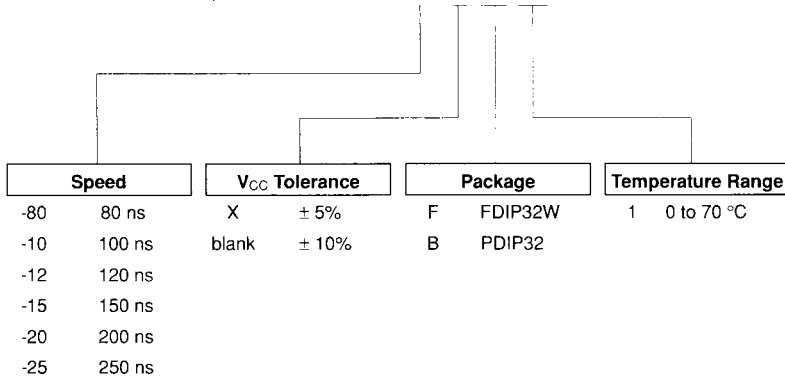 Speed VCC Tolerance Package Temperature Range
-80 80 ns X ± 5% F FDIP32W 1 0 to 70 °C
-10 100 ns blank ± 10% B PDIP32
-12 120 ns
-15 150 ns
-20 200 ns
-25 250 ns